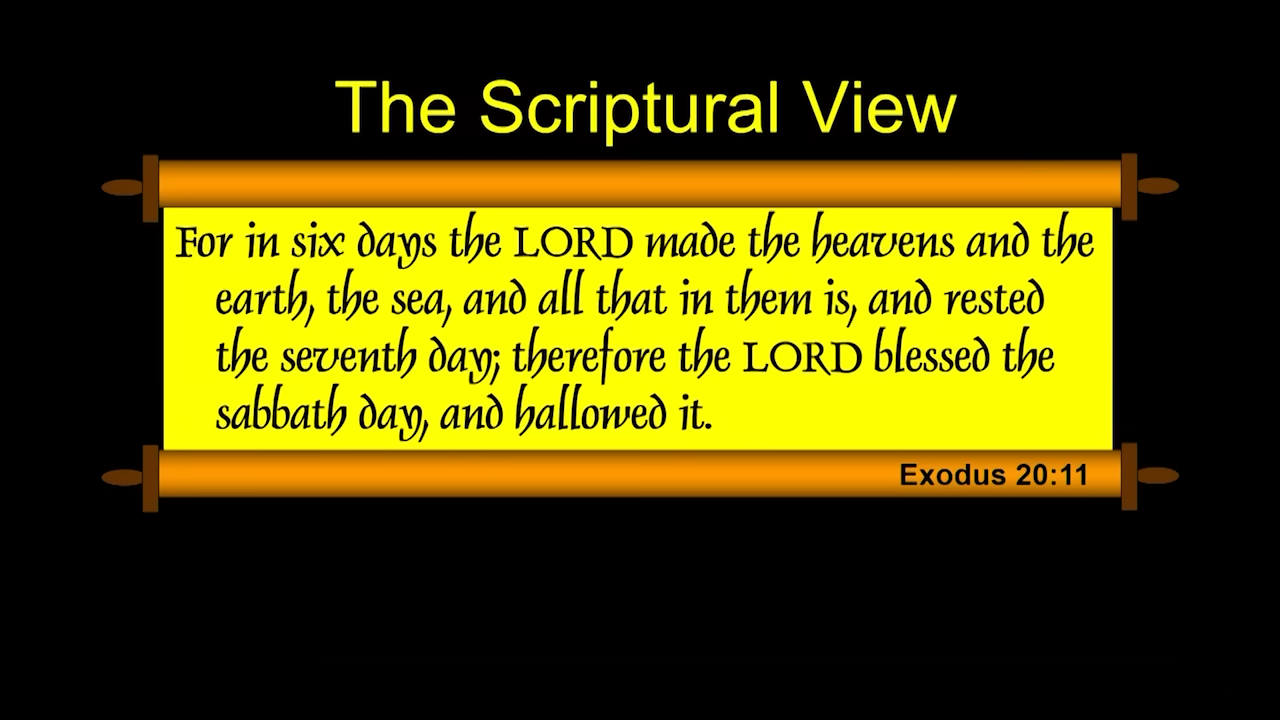 The Scriptural View
For in six days the LORD made the heavens and the
earth, the sea, and all that in them is, and rested
the seventh day; therefore the LORD blessed the
sabbath day, and hallowed it.
Exodus 20:11